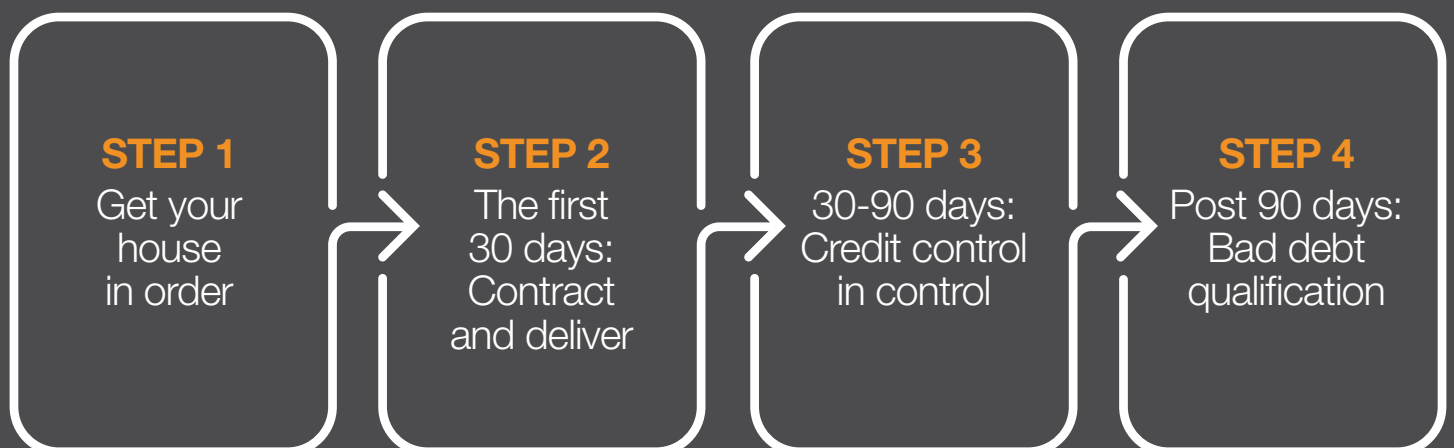 STEP 1
Get your
house
in order
STEP 2
The first
30 days:
Contract
and deliver
STEP 3
30-90 days:
Credit control
in control
STEP 4
Post 90 days:
Bad debt
qualification